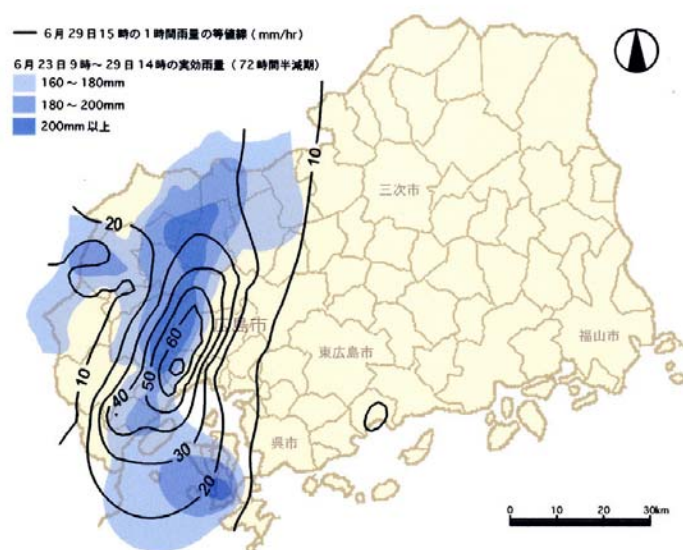 6月29日15時の1時間雨量の等値線（mm/hr）
6月23日9時～29日14時の実効雨量（72時間半減期）
160～180mm
180～200mm
200mm以上
10
三次市
20
広島市
60
東広島市
福山市
10
50
40
呉市
30
20
0 10 20 30km